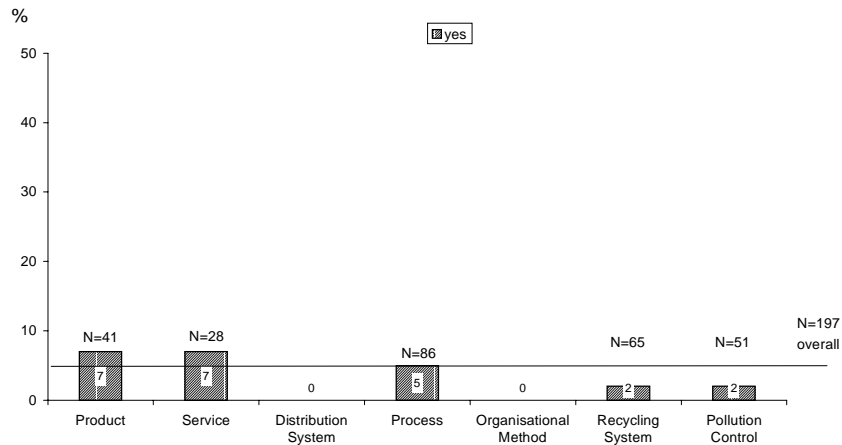 %
yes
50
40
30
20
10
0
N=41
N=28
N=86
N=65
N=51
N=197
overall
7
7
0
5
0
2
2
Product
Service
Distribution
System
Process
Organisational
Method
Recycling
System
Pollution
Control